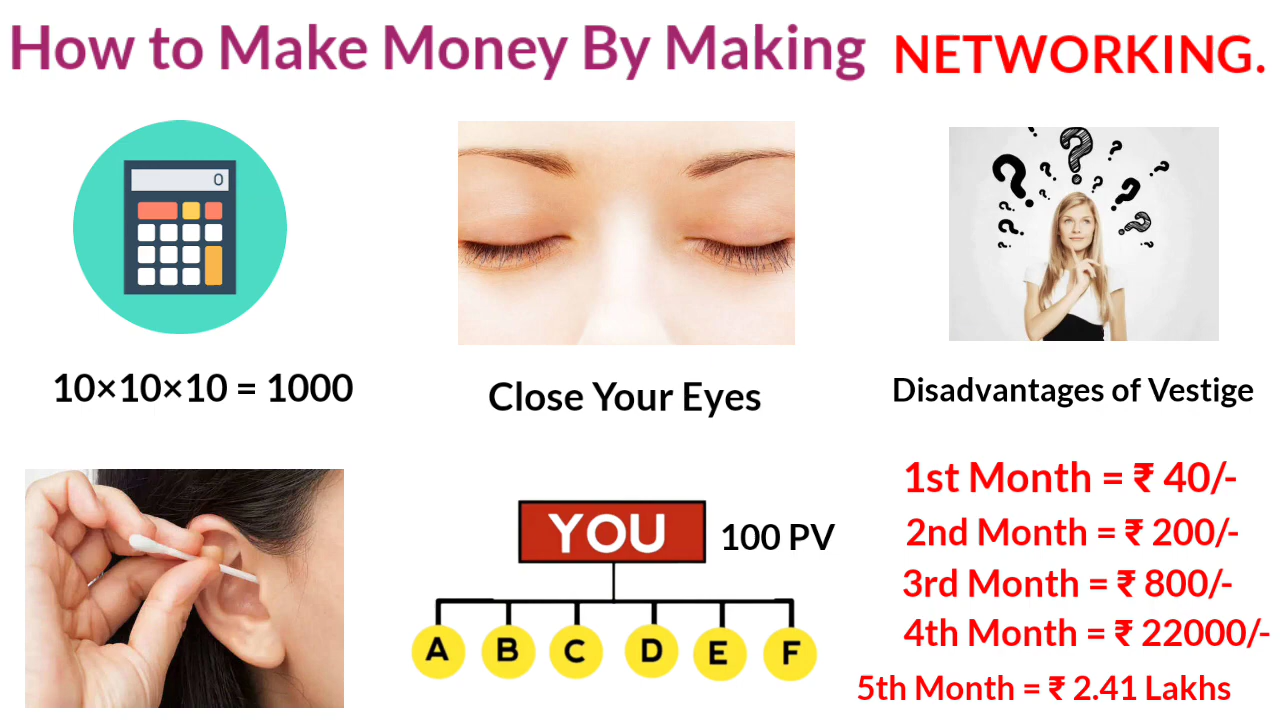 How to Make Money By Making NETWORKING.
0
10×10×10 = 1000
Close Your Eyes
Disadvantages of Vestige
YOU
100 PV
A B C D E F
1st Month = ₹ 40/-
2nd Month = ₹ 200/-
3rd Month = ₹ 800/-
4th Month = ₹ 22000/-
5th Month = ₹ 2.41 Lakhs